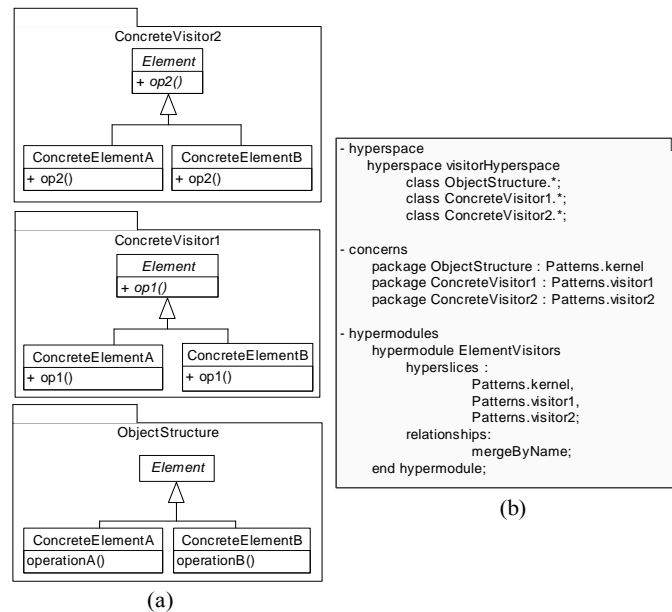 ConcreteVisitor2
Element
+ op2()
ConcreteElementA
+ op2()
ConcreteElementB
+ op2()
ConcreteVisitor1
Element
+ op1()
ConcreteElementA
+ op1()
ConcreteElementB
+ op1()
ObjectStructure
Element
ConcreteElementA
operationA()
ConcreteElementB
operationB()
(a)
- hyperspace
hyperspace visitorHyperspace
class ObjectStructure.*;
class ConcreteVisitor1.*;
class ConcreteVisitor2.*;
- concerns
package ObjectStructure : Patterns.kernel
package ConcreteVisitor1 : Patterns.visitor1
package ConcreteVisitor2 : Patterns.visitor2
- hypermodules
hypermodule ElementVisitors
hyperslices :
Patterns.kernel,
Patterns.visitor1,
Patterns.visitor2;
relationships:
mergeByName;
end hypermodule;
(b)